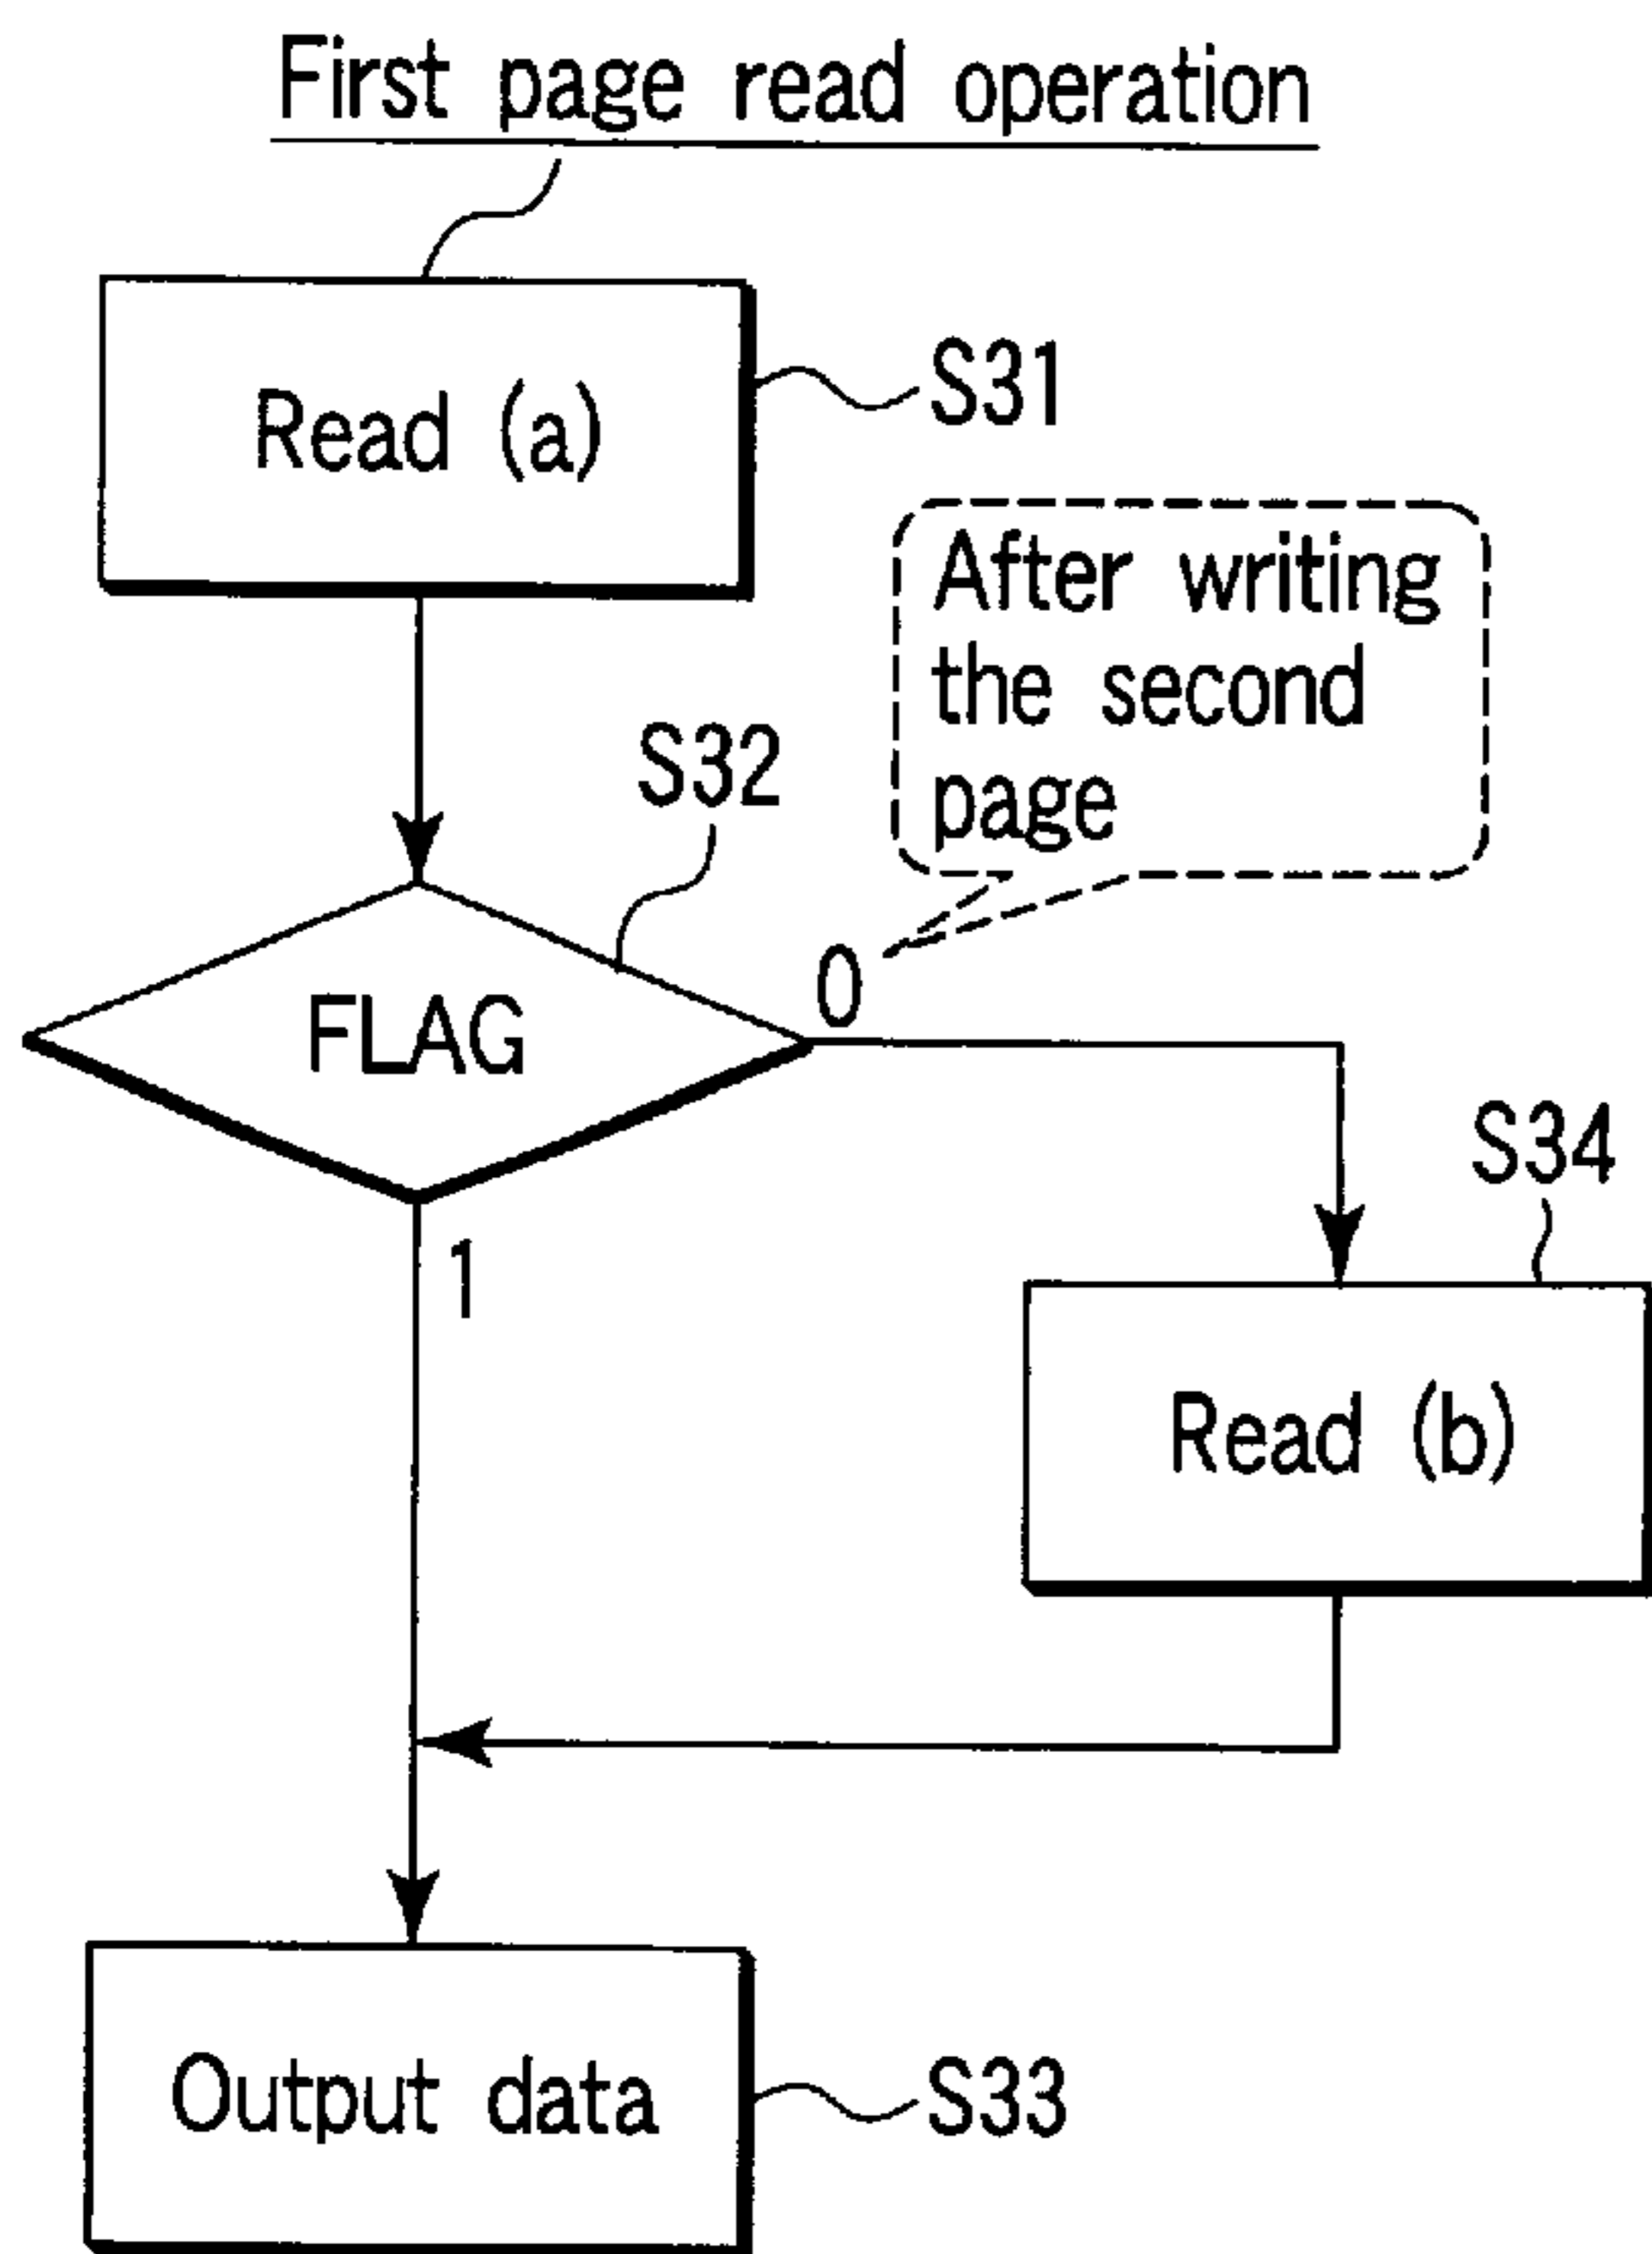 First page read operation
Read (a)
S31
After writing
the second
page
S32
FLAG
0
1
S34
Read (b)
Output data
S33